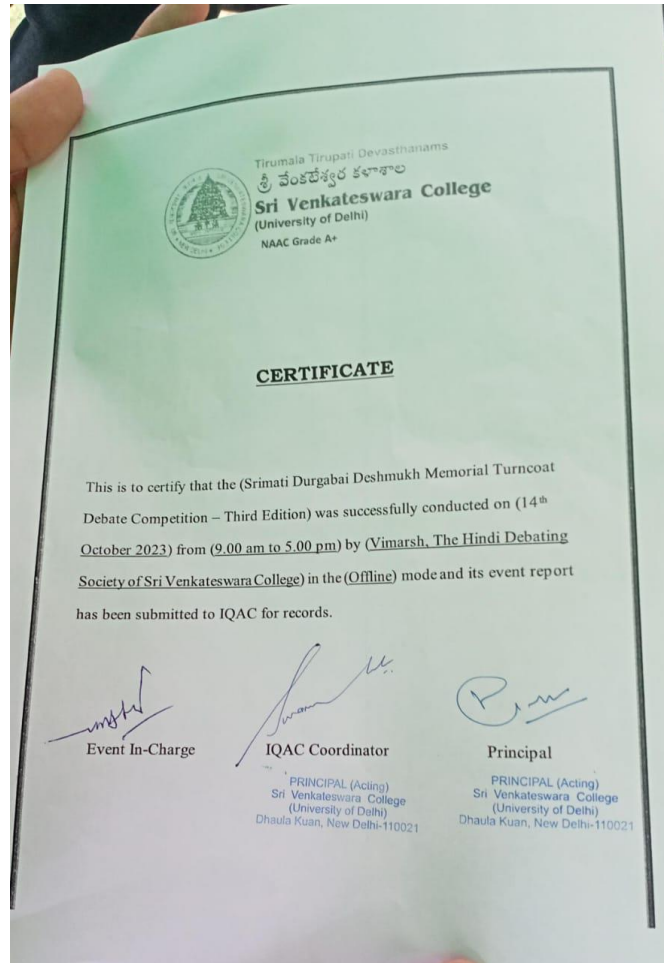 Tirumala Tirupati Devasthanams
శ్రీ వేంకటేశ్వర కళాశాల
Sri Venkateswara College
(University of Delhi)
NAAC Grade A+
CERTIFICATE
This is to certify that the (Srimati Durgabai Deshmukh Memorial Turncoat
Debate Competition – Third Edition) was successfully conducted on (14th
October 2023) from (9.00 am to 5.00 pm) by (Vimarsh, The Hindi Debating
Society of Sri Venkateswara College) in the (Offline) mode and its event report
has been submitted to IQAC for records.
Event In-Charge
IQAC Coordinator
Principal
PRINCIPAL (Acting)
Sri Venkateswara College
(University of Delhi)
Dhaula Kuan, New Delhi-110021
PRINCIPAL (Acting)
Sri Venkateswara College
(University of Delhi)
Dhaula Kuan, New Delhi-110021